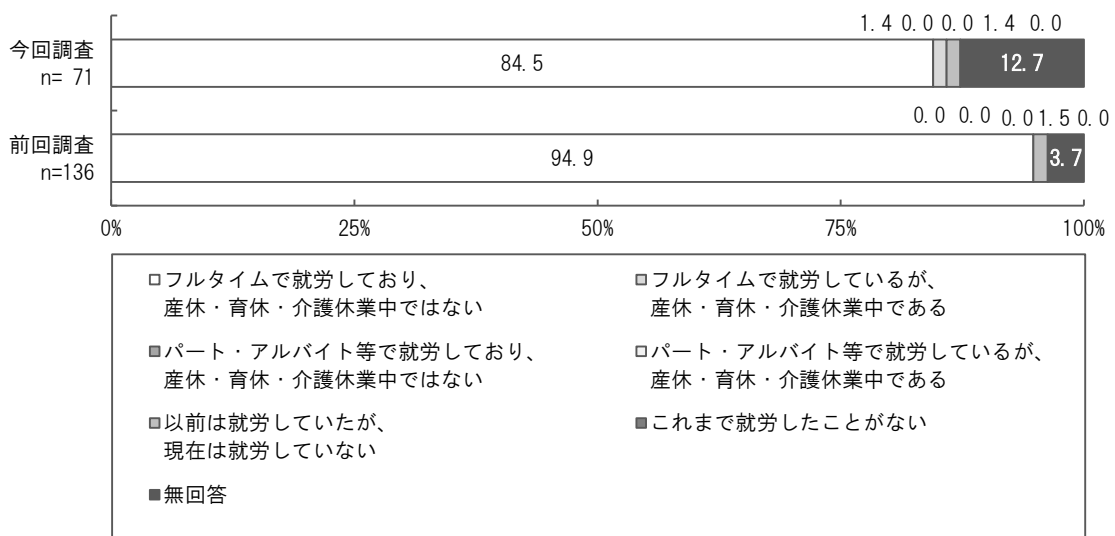 1.4 0.0 0.0 1.4 0.0
今回調査
n= 71
84.5
12.7
0.0 0.0 0.0 1.5 0.0
前回調査
n=136
94.9
3.7
0% 25% 50% 75% 100%
フルタイムで就労しており、
産休・育休・介護休業中ではない
フルタイムで就労しているが、
産休・育休・介護休業中である
パート・アルバイト等で就労しており、
産休・育休・介護休業中ではない
パート・アルバイト等で就労しているが、
産休・育休・介護休業中である
以前は就労していたが、
現在は就労していない
これまで就労したことがない
無回答